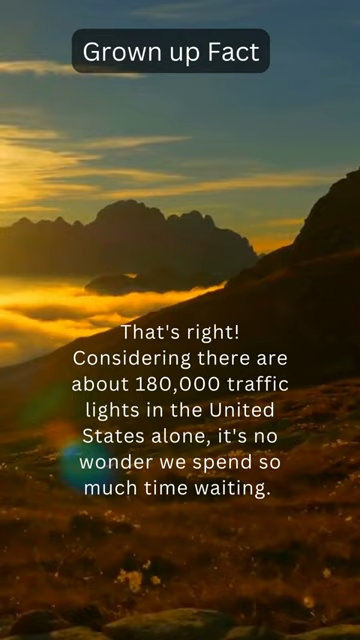 Grown up Fact
That's right!
Considering there are
about 180,000 traffic
lights in the United
States alone, it's no
wonder we spend so
much time waiting.